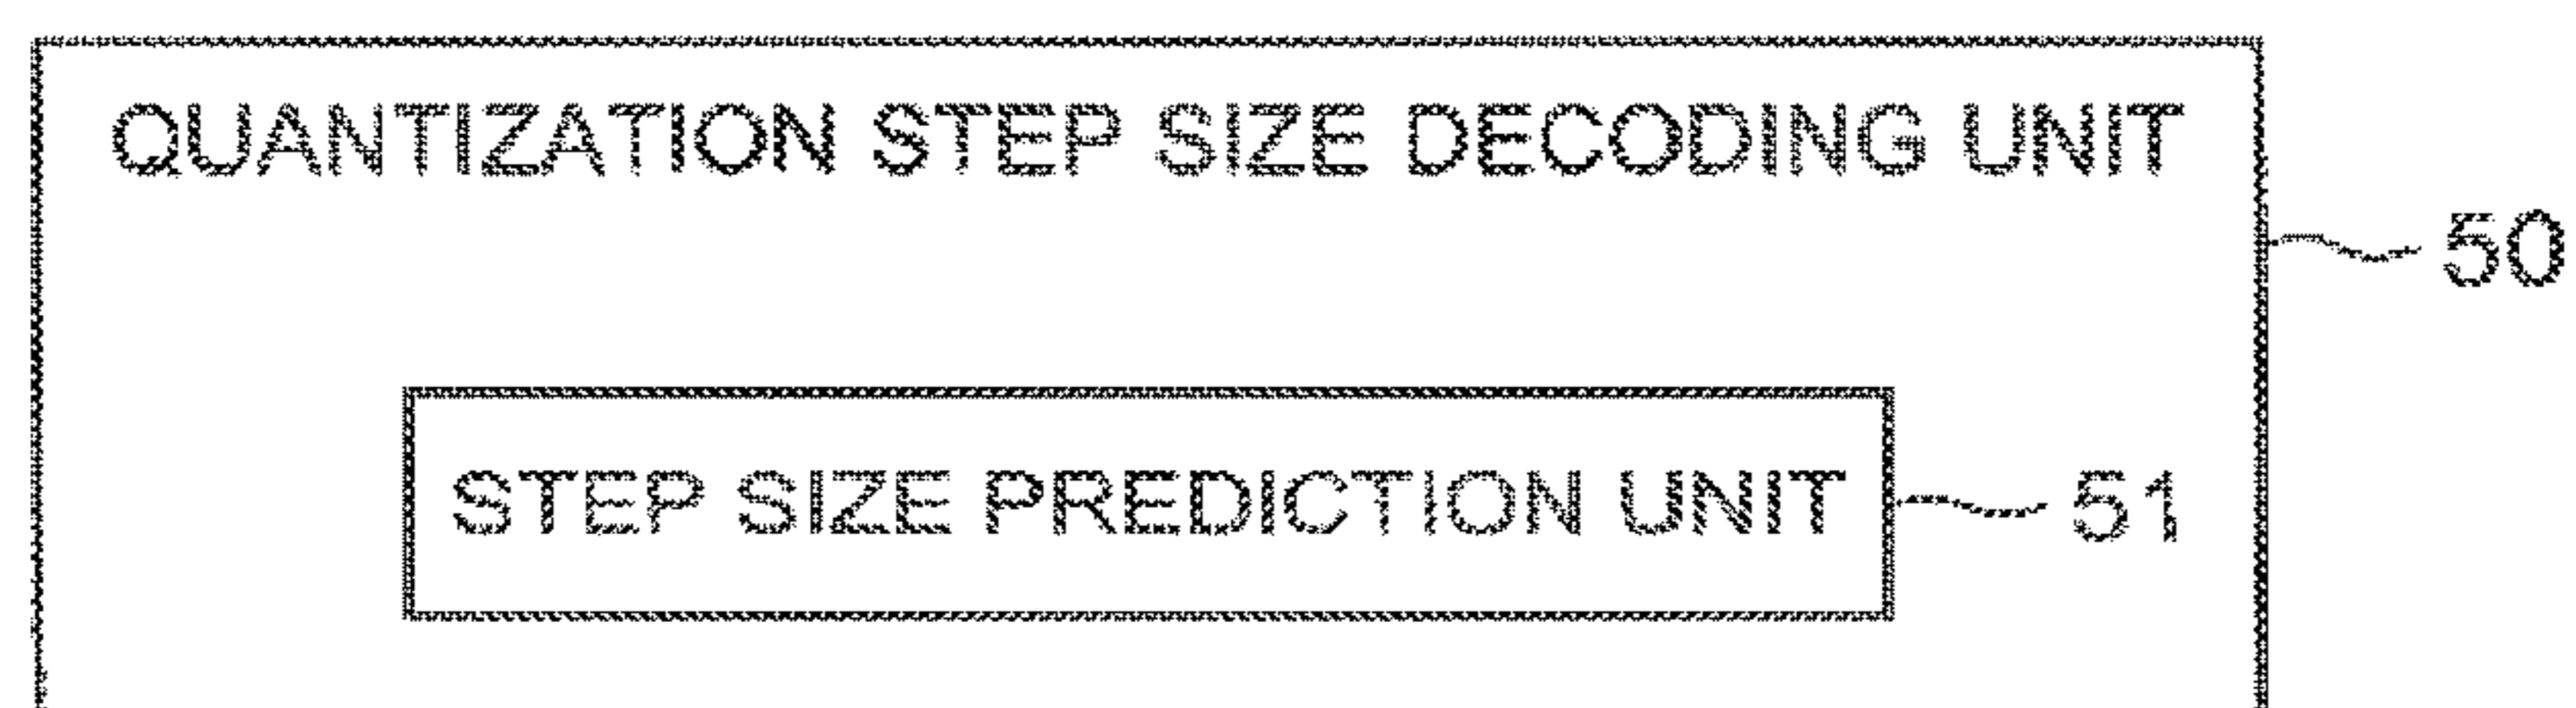 QUANTIZATION STEP SIZE DECODING UNIT
50
STEP SIZE PREDICTION UNIT
51